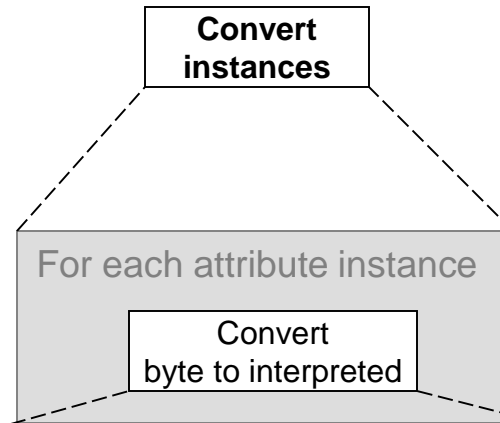 Convert
instances
For each attribute instance
Convert
byte to interpreted